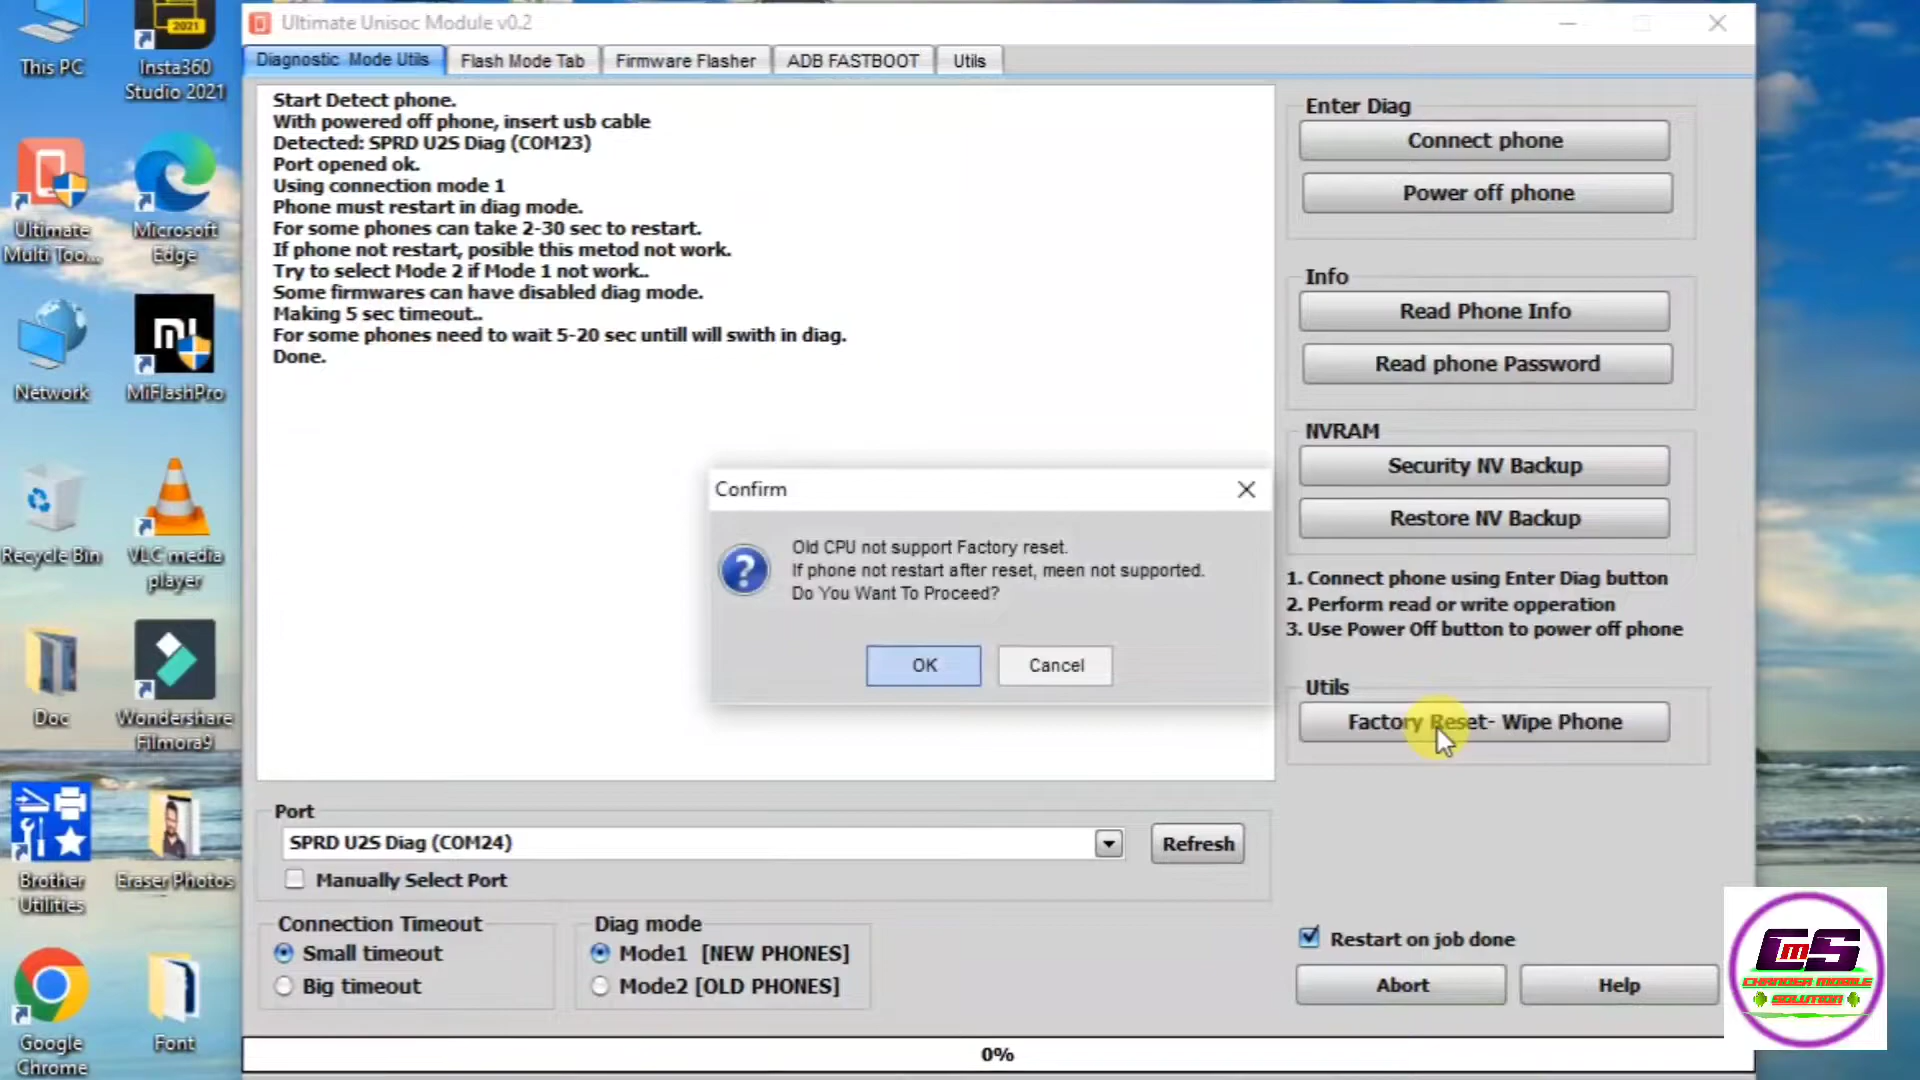 Ultimate Unisoc Module v0.2
Diagnostic Mode Utils
Flash Mode Tab
Firmware Flasher
ADB FASTBOOT
Utils
Start Detect phone.
With powered off phone, insert usb cable
Detected: SPRD U2S Diag (COM23)
Port opened ok.
Using connection mode 1
Phone must restart in diag mode.
For some phones can take 2-30 sec to restart.
If phone not restart, posible this metod not work.
Try to select Mode 2 if Mode 1 not work..
Some firmwares can have disabled diag mode.
Making 5 sec timeout..
For some phones need to wait 5-20 sec untill will swith in diag.
Done.
Enter Diag
Connect phone
Power off phone
Info
Read Phone Info
Read phone Password
NVRAM
Security NV Backup
Restore NV Backup
1. Connect phone using Enter Diag button
2. Perform read or write opperation
3. Use Power Off button to power off phone
Utils
Factory Reset- Wipe Phone
Confirm
Old CPU not support Factory reset.
If phone not restart after reset, meen not supported.
Do You Want To Proceed?
OK
Cancel
Port
SPRD U2S Diag (COM24)
Refresh
Manually Select Port
Connection Timeout
Small timeout
Big timeout
Diag mode
Mode1 [NEW PHONES]
Mode2 [OLD PHONES]
Restart on job done
Abort
Help
0%
This PC
Insta360
Studio 2021
2021
Ultimate
Multi Too...
Microsoft
Edge
Network
MiFlashPro
Recycle Bin
VLC media
player
Doc
Wondershare
Filmora9
Brother
Utilities
Eraser Photos
Google
Chrome
Font
CMS
CHANDER MOBILE
SOLUTION